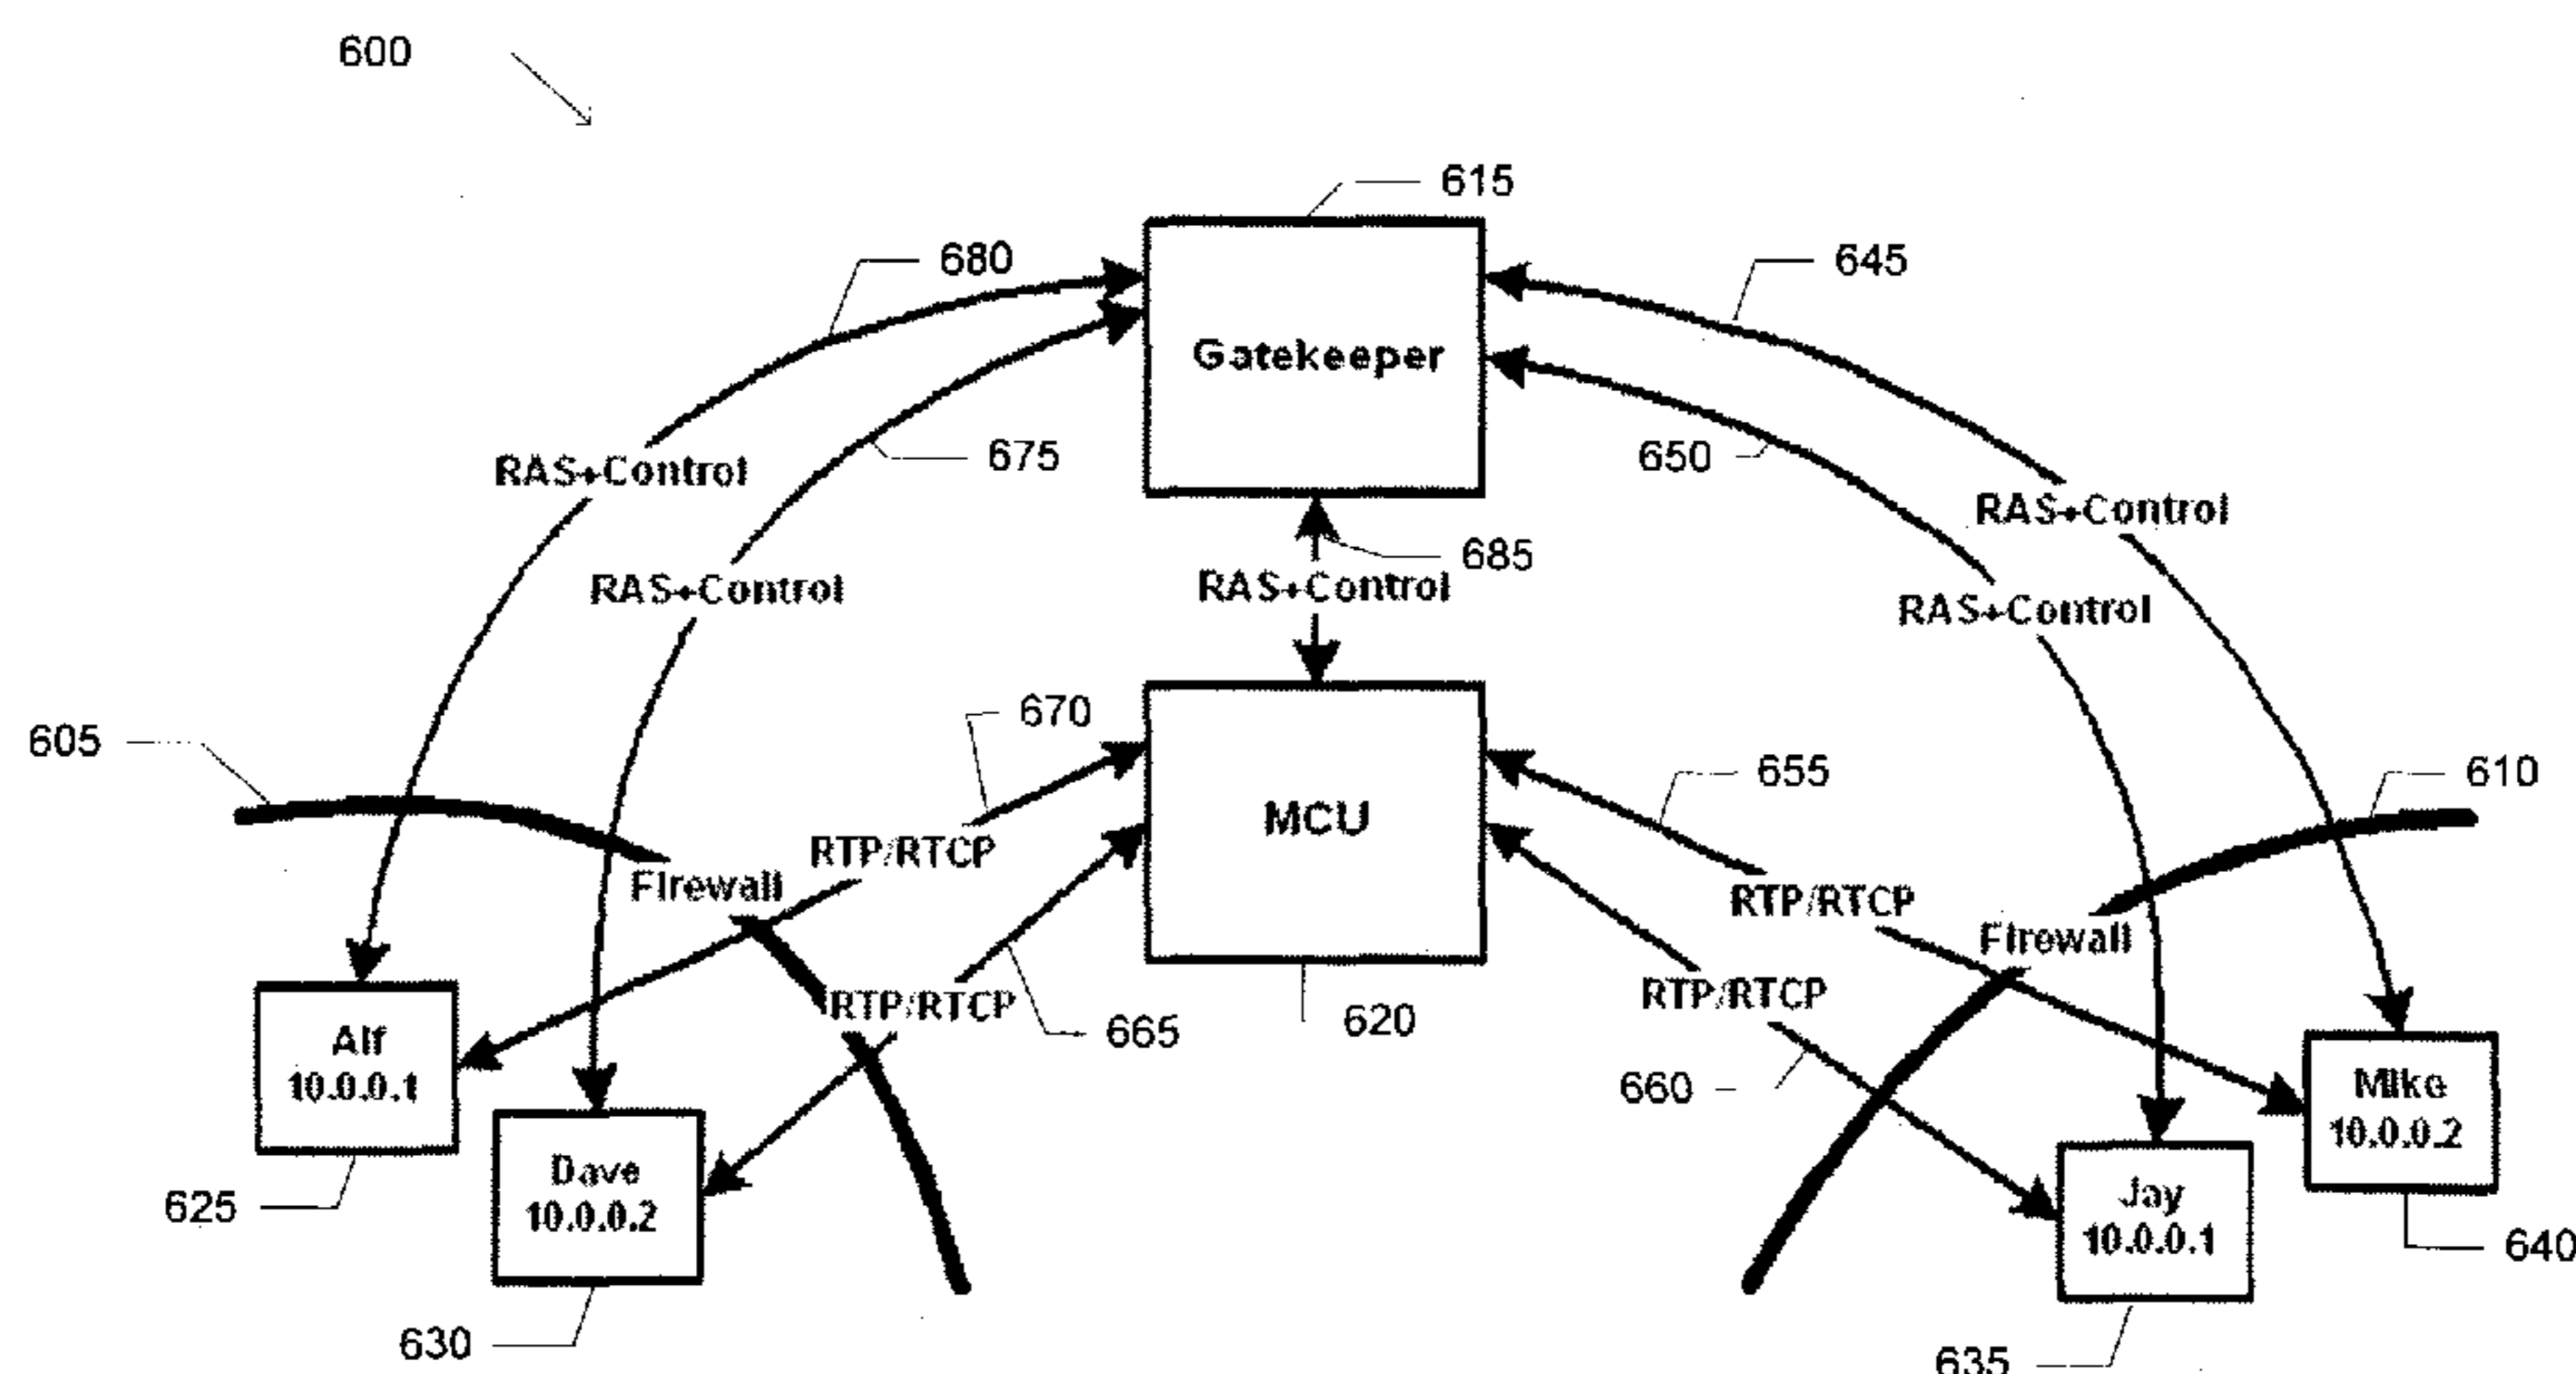 600
615
680
645
Gatekeeper
675
650
RAS+Control
RAS+Control
685
RAS+Control
RAS+Control
RAS+Control
670
605
655
610
MCU
RTP/RTCP
Firewall
RTP/RTCP
Firewall
RTP/RTCP
RTP/RTCP
665
620
660
Alf
10.0.0.1
Mike
10.0.0.2
Dave
10.0.0.2
Jay
10.0.0.1
625
640
630
635